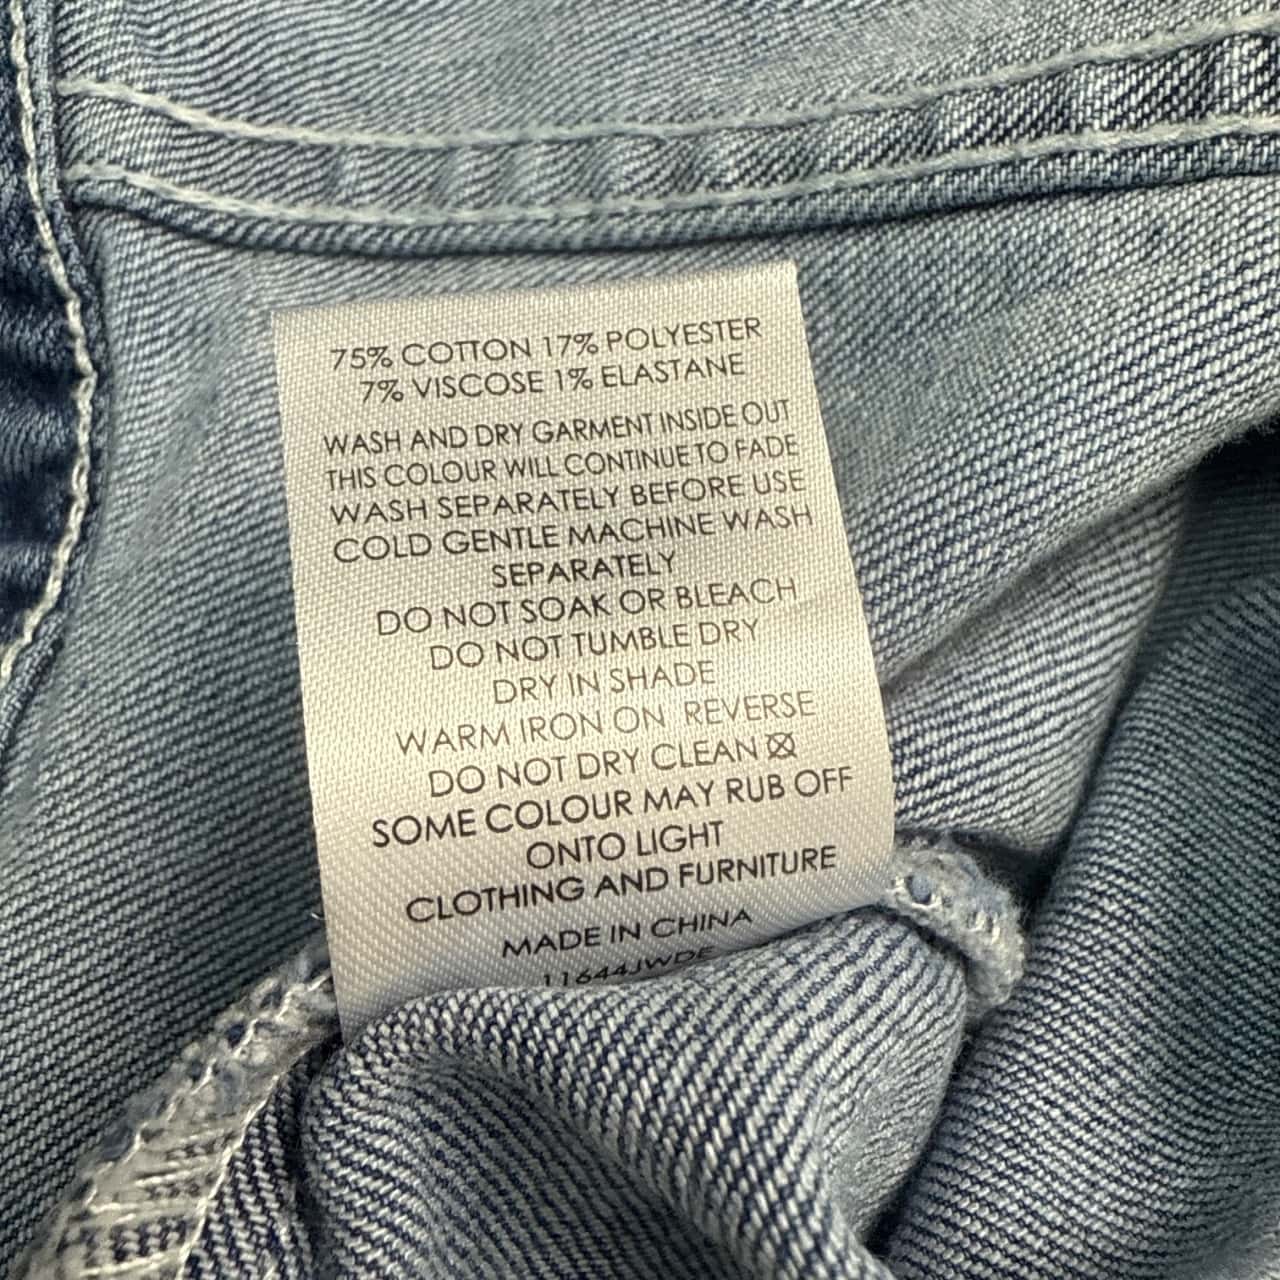 75% COTTON 17% POLYESTER
7% VISCOSE 1% ELASTANE
WASH AND DRY GARMENT INSIDE OUT
THIS COLOUR WILL CONTINUE TO FADE
WASH SEPARATELY BEFORE USE
COLD GENTLE MACHINE WASH
SEPARATELY
DO NOT SOAK OR BLEACH
DO NOT TUMBLE DRY
DRY IN SHADE
WARM IRON ON REVERSE
DO NOT DRY CLEAN
SOME COLOUR MAY RUB OFF
ONTO LIGHT
CLOTHING AND FURNITURE
MADE IN CHINA
11644JWDE